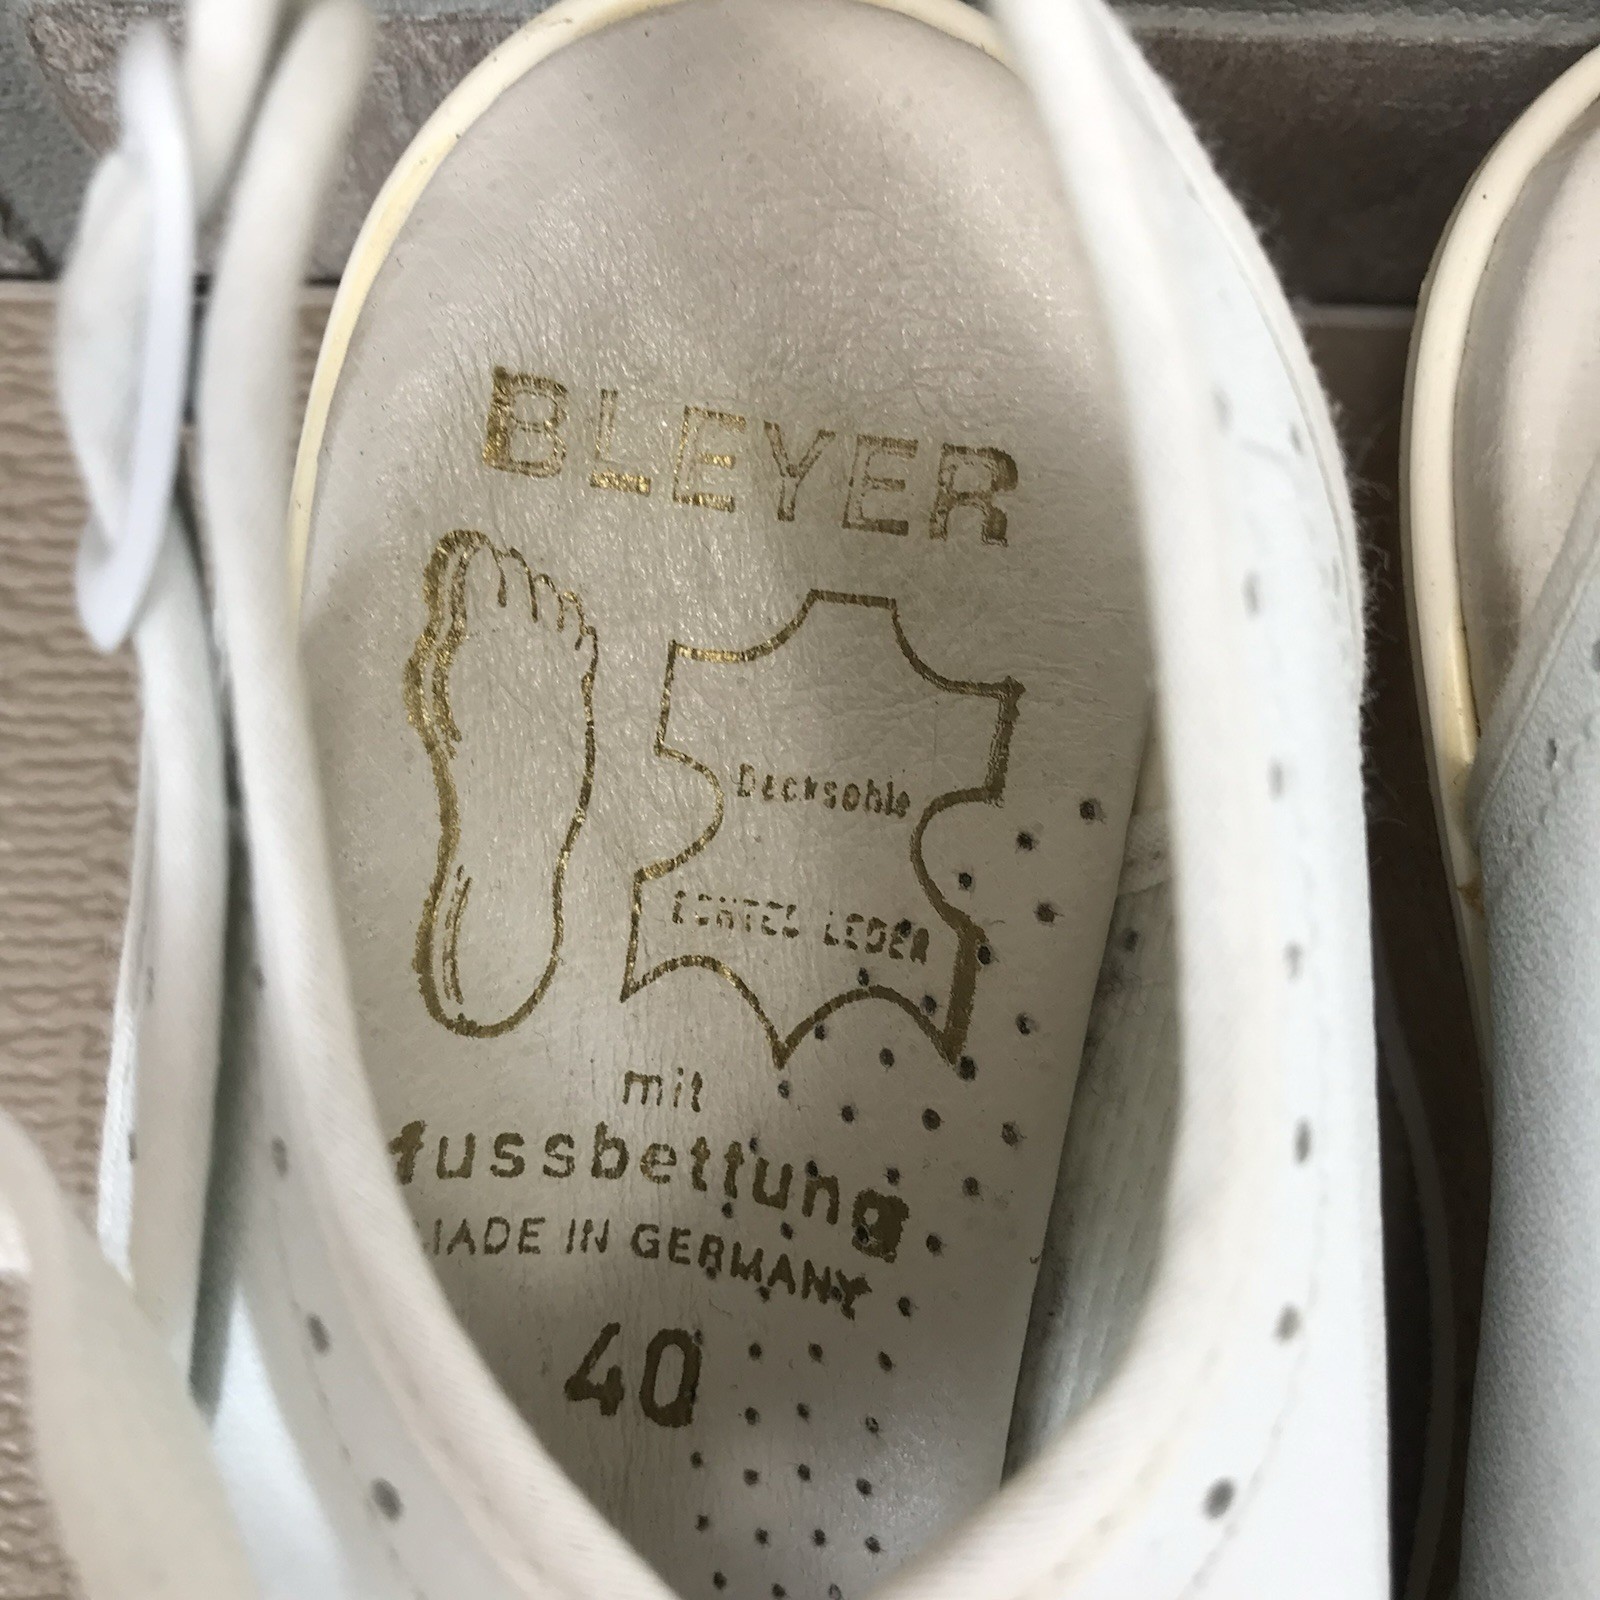 BLEYER
Decksohle
ECHTES LEDER
mit
fussbettung
MADE IN GERMANY
40